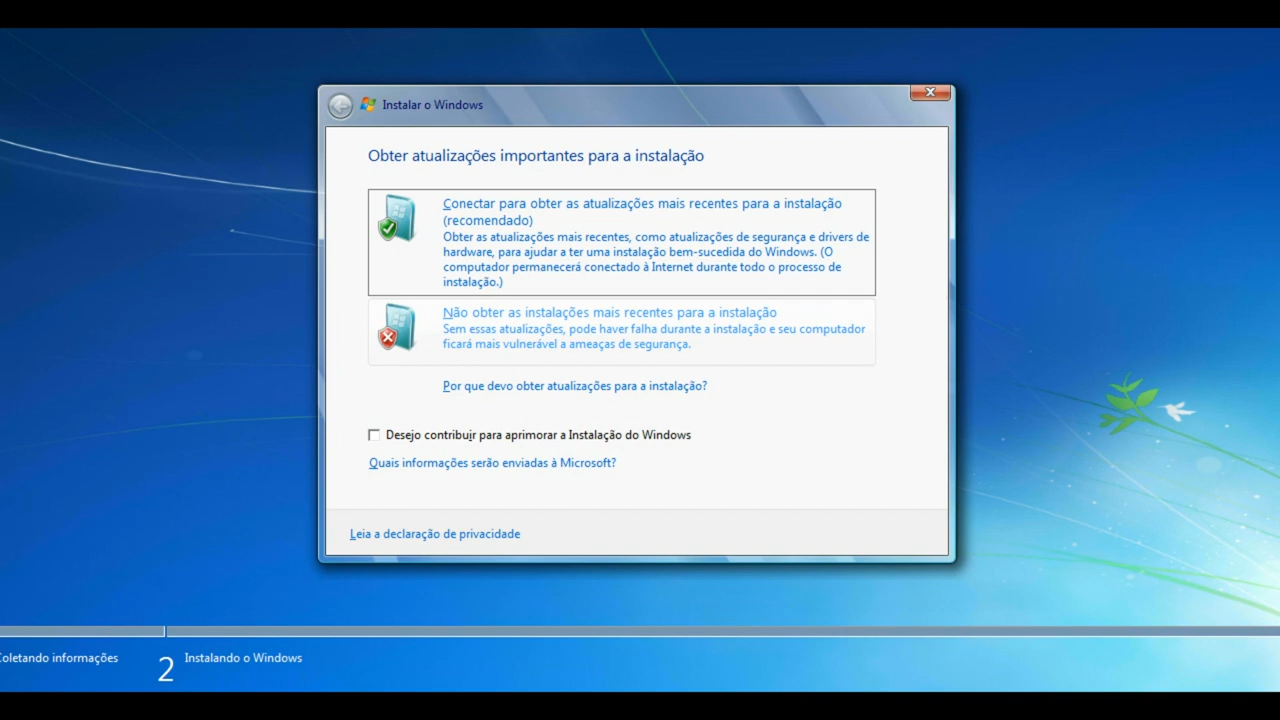 Instalar o Windows
Obter atualizações importantes para a instalação
Conectar para obter as atualizações mais recentes para a instalação
(recomendado)
Obter as atualizações mais recentes, como atualizações de segurança e drivers de
hardware, para ajudar a ter uma instalação bem-sucedida do Windows. (O
computador permanecerá conectado à Internet durante todo o processo de
instalação.)
Não obter as instalações mais recentes para a instalação
Sem essas atualizações, pode haver falha durante a instalação e seu computador
ficará mais vulnerável a ameaças de segurança.
Por que devo obter atualizações para a instalação?
Desejo contribuir para aprimorar a Instalação do Windows
Quais informações serão enviadas à Microsoft?
Leia a declaração de privacidade
oletando informações
2 Instalando o Windows